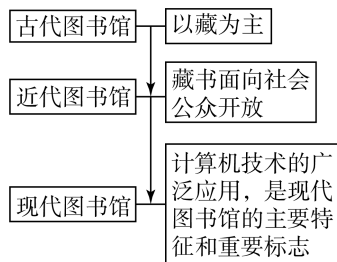 古代图书馆
以藏为主
近代图书馆
藏书面向社会
公众开放
现代图书馆
计算机技术的广
泛应用，是现代
图书馆的主要特
征和重要标志